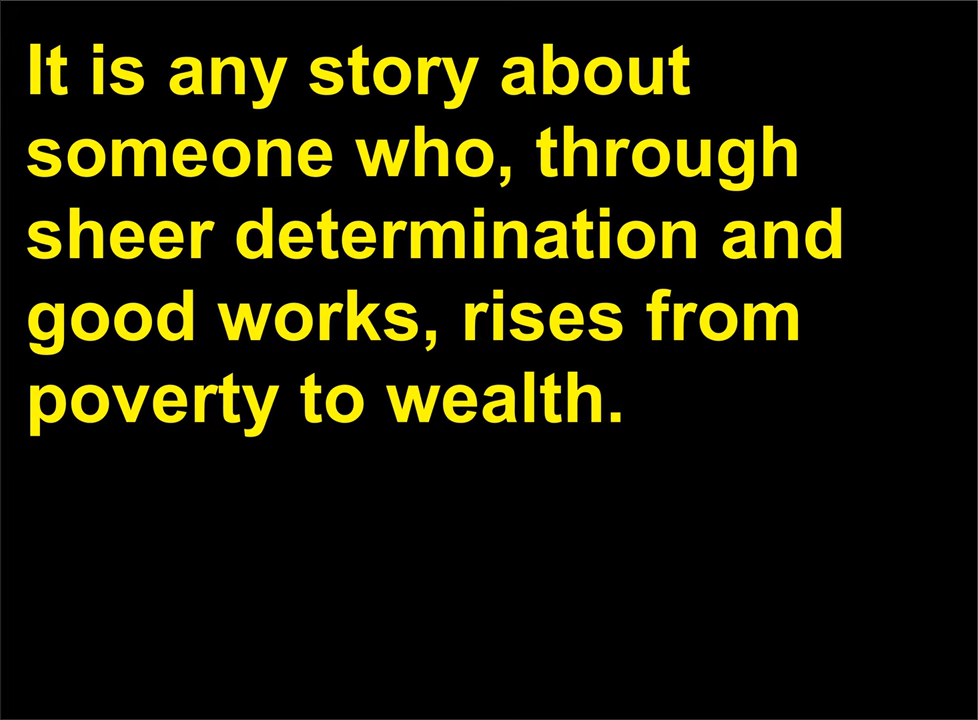 It is any story about
someone who, through
sheer determination and
good works, rises from
poverty to wealth.